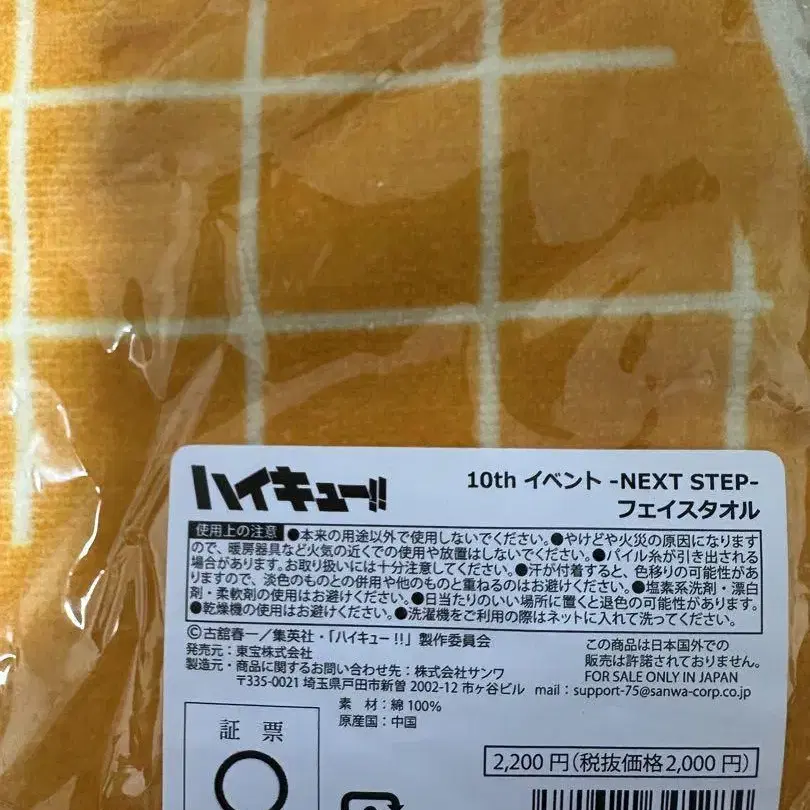 ハイキュー!!
10th イベント -NEXT STEP-
フェイスタオル
使用上の注意 ●本来の用途以外で使用しないでください。●やけどや火災の原因になります
ので、暖房器具など火気の近くでの使用や放置はしないでください。●パイル糸が引き出される
場合があります。お取り扱いには十分注意してください。●汗が付着すると、色移りの可能性があ
りますので、淡色のものとの併用や他のものと重ねるのはお避けください。●塩素系洗剤・漂白
剤・柔軟剤の使用はお避けください。●日当たりのいい場所に置くと退色の可能性があります。
●乾燥機の使用はお避けください。●洗濯機をご利用の際はネットに入れて洗ってください。
©古舘春一／集英社・「ハイキュー!!」製作委員会
発売元：東宝株式会社
製造元・商品に関するお問い合わせ先：株式会社サンワ
〒335-0021 埼玉県戸田市新曽 2002-12 市ヶ谷ビル mail：support-75@sanwa-corp.co.jp
この商品は日本国外での
販売は許諾されておりません。
FOR SALE ONLY IN JAPAN
素 材：綿 100%
原産国：中国
証 票
2,200円(税抜価格2,000円)